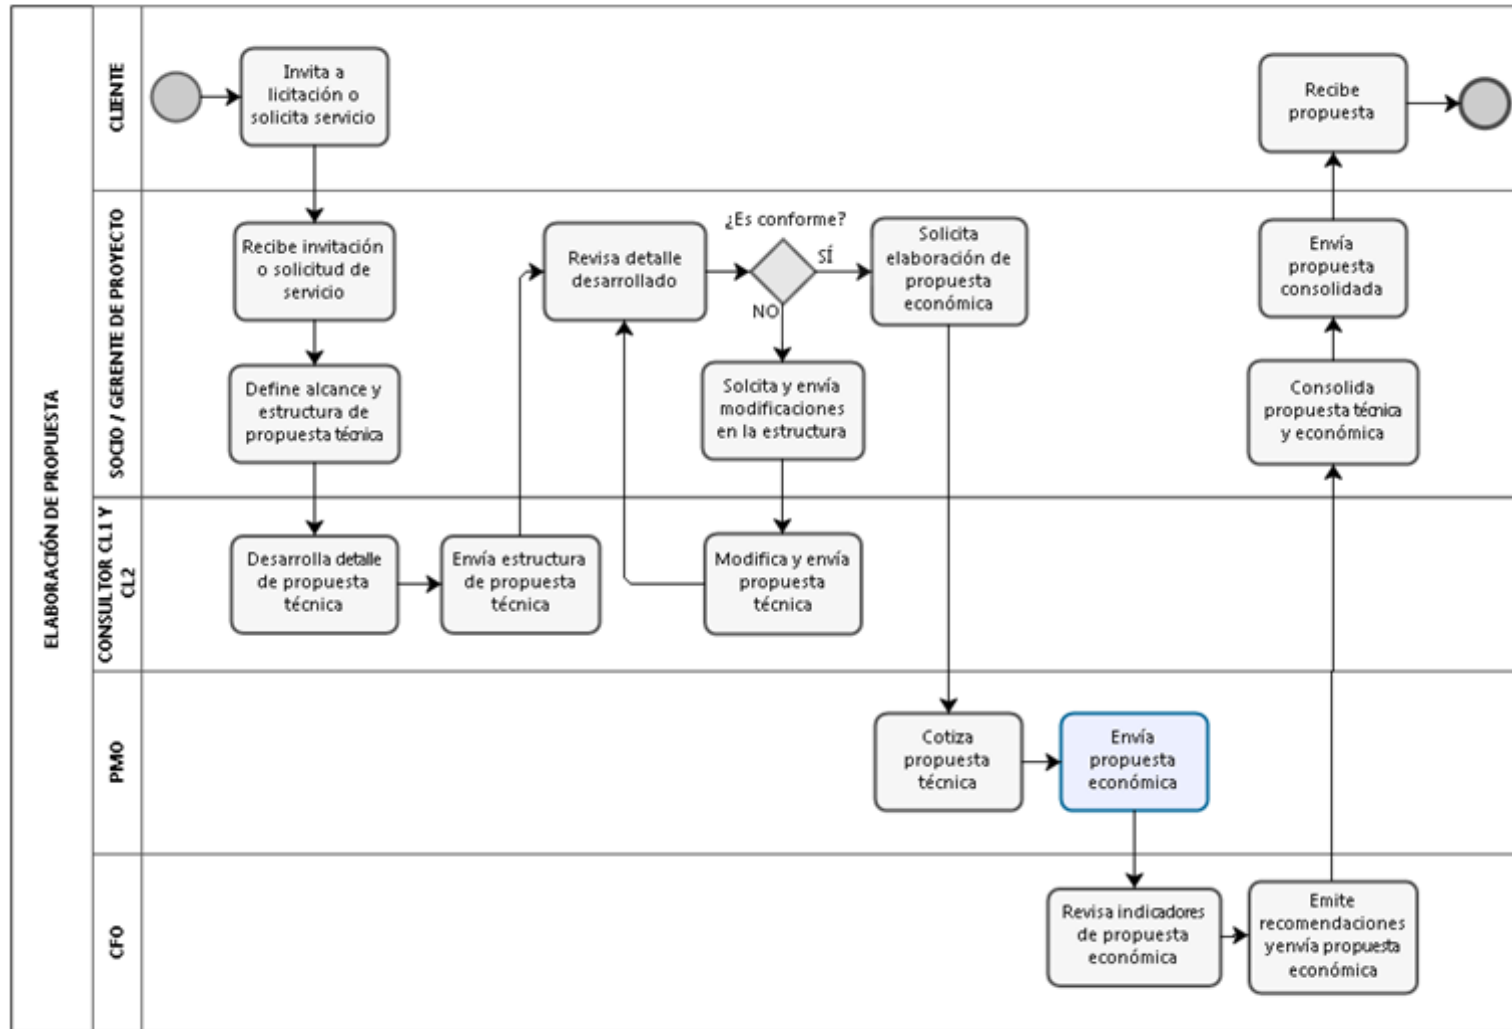 ELABORACIÓN DE PROPUESTA
CLIENTE
Invita a
licitación o
solicita servicio
Recibe
propuesta
SOCIO / GERENTE DE PROYECTO
Recibe invitación
o solicitud de
servicio
Define alcance y
estructura de
propuesta técnica
Revisa detalle
desarrollado
¿Es conforme?
SÍ
NO
Solicita
elaboración de
propuesta
económica
Solcita y envía
modificaciones
en la estructura
Envía
propuesta
consolidada
Consolida
propuesta técnica
y económica
CONSULTOR CL1 Y
CL2
Desarrolla detalle
de propuesta
técnica
Envía estructura
de propuesta
técnica
Modifica y envía
propuesta
técnica
PMO
Cotiza
propuesta
técnica
Envía
propuesta
económica
CFO
Revisa indicadores
de propuesta
económica
Emite
recomendaciones
y envía propuesta
económica